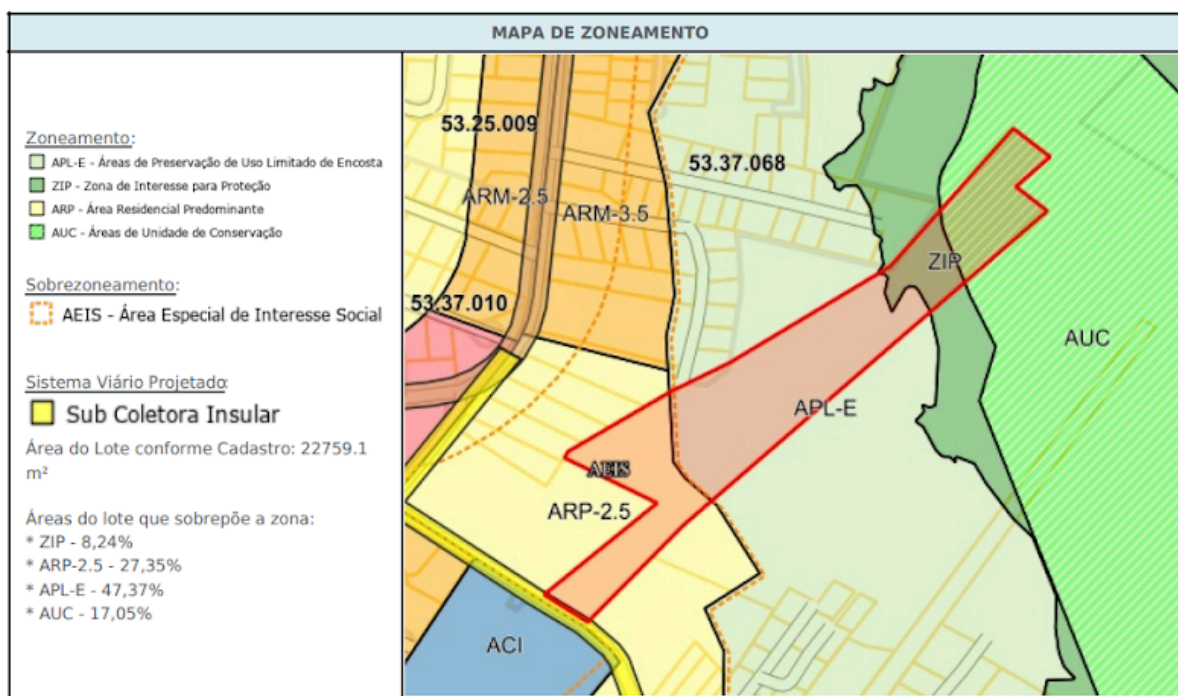 MAPA DE ZONEAMENTO
Zoneamento:
APL-E - Áreas de Preservação de Uso Limitado de Encosta
ZIP - Zona de Interesse para Proteção
ARP - Área Residencial Predominante
AUC - Áreas de Unidade de Conservação
Sobrezoneamento:
AEIS - Área Especial de Interesse Social
Sistema Viário Projetado:
Sub Coletora Insular
Área do Lote conforme Cadastro: 22759.1
m²
Áreas do lote que sobrepõe a zona:
* ZIP - 8,24%
* ARP-2.5 - 27,35%
* APL-E - 47,37%
* AUC - 17,05%
53.25.009
53.37.068
ARM-2.5
ARM-3.5
ZIP
53.37.010
AUC
APL-E
AEIS
ARP-2.5
ACI